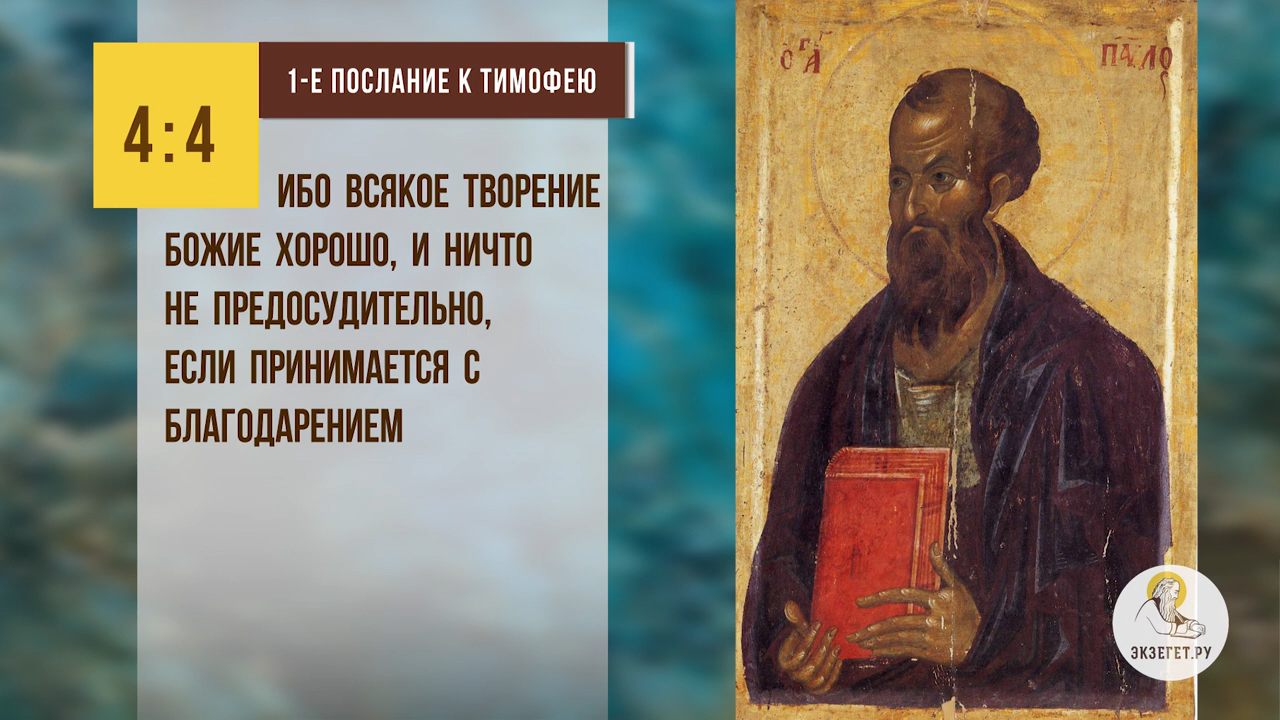 1-Е ПОСЛАНИЕ К ТИМОФЕЮ
4:4
ИБО ВСЯКОЕ ТВОРЕНИЕ
БОЖИЕ ХОРОШО, И НИЧТО
НЕ ПРЕДОСУДИТЕЛЬНО,
ЕСЛИ ПРИНИМАЕТСЯ С
БЛАГОДАРЕНИЕМ
ЭКЗЕГЕТ.РУ